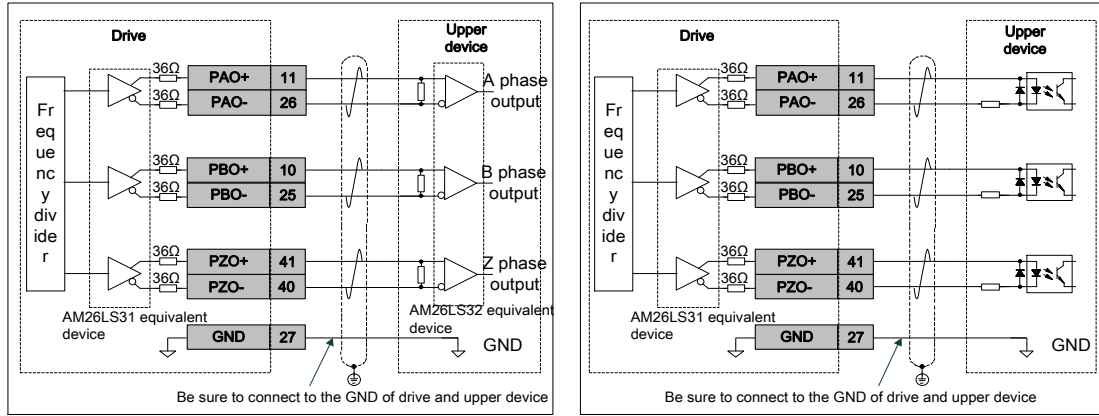 Drive
Upper
device
Fr
eq
ue
nc
y
divi
de
r
36Ω
36Ω
PAO+ 11
PAO- 26
A phase
output
36Ω
36Ω
PBO+ 10
PBO- 25
B phase
output
36Ω
36Ω
PZO+ 41
PZO- 40
Z phase
output
AM26LS31 equivalent
device
AM26LS32 equivalent
device
GND 27
GND
Be sure to connect to the GND of drive and upper device
Drive
Upper
device
Fr
eq
ue
nc
y
divi
de
r
36Ω
36Ω
PAO+ 11
PAO- 26
36Ω
36Ω
PBO+ 10
PBO- 25
36Ω
36Ω
PZO+ 41
PZO- 40
AM26LS31 equivalent
device
GND 27
GND
Be sure to connect to the GND of drive and upper device